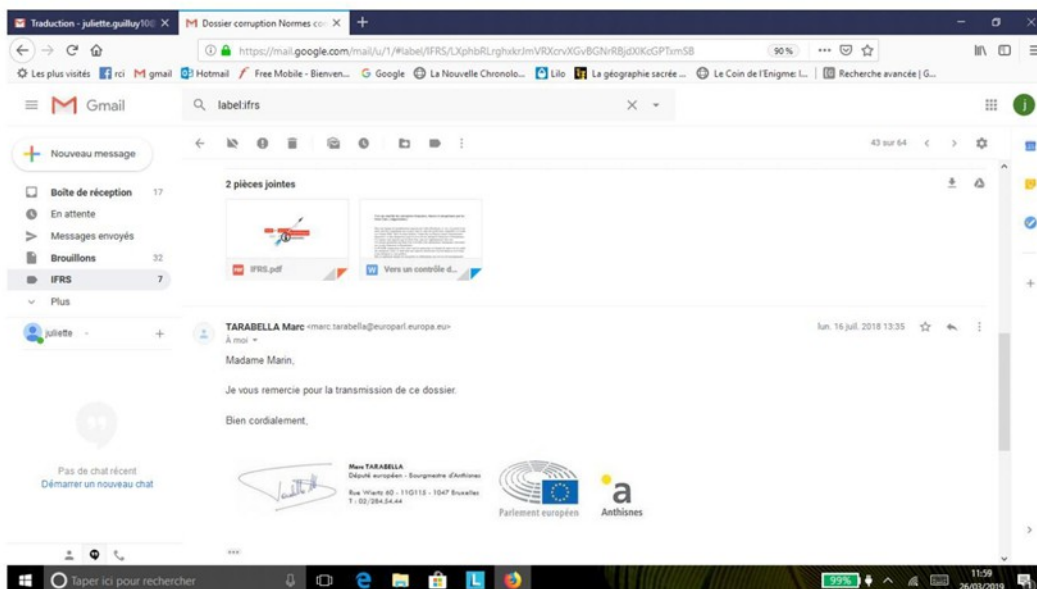 Traduction - juliette.guilluy10@
Dossier corruption Normes co
https://mail.google.com/mail/u/1/#label/IFRS/
90%
Les plus visités
rci
M gmail
Hotmail
Free Mobile - Bienven...
Google
La Nouvelle Chronolo...
Lilo
La géographie sacrée ...
Le Coin de l'Enigme: l...
Recherche avancée | G...
Gmail
label:ifrs
j
Nouveau message
43 sur 64
Boîte de réception 17
En attente
Messages envoyés
Brouillons 32
IFRS 7
Plus
juliette
2 pièces jointes
PDF IFRS.pdf
W Vers un contrôle d...
TARABELLA Marc <marc.tarabella@europarl.europa.eu>
lun. 16 juil. 2018 13:35
À moi
Madame Marin,
Je vous remercie pour la transmission de ce dossier.
Bien cordialement,
Marc TARABELLA
Député européen - Bourgmestre d'Anthisnes
Rue Wiertz 60 - 11G115 - 1047 Bruxelles
T : 02/284.54.44
Parlement européen
a
Anthisnes
Pas de chat récent
Démarrer un nouveau chat
Taper ici pour rechercher
99%
11:59
26/03/2019